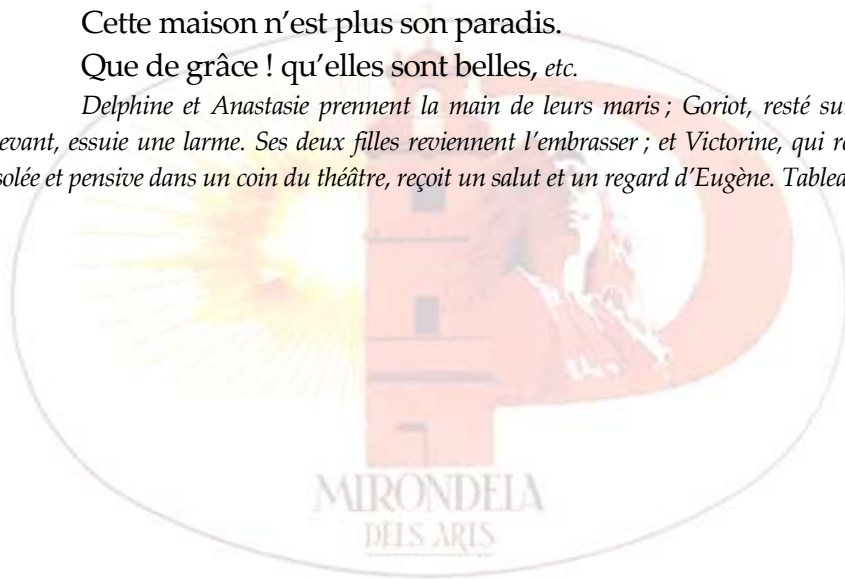 Cette maison n’est plus son paradis.
Que de grâce ! qu’elles sont belles, etc.
Delphine et Anastasie prennent la main de leurs maris ; Goriot, resté
evant, essuie une larme. Ses deux filles reviennent l’embrasser ; et Victorine, qui
solée et pensive dans un coin du théâtre, reçoit un salut et un regard d’Eugène.
MIRONDELA
DELS ARTS